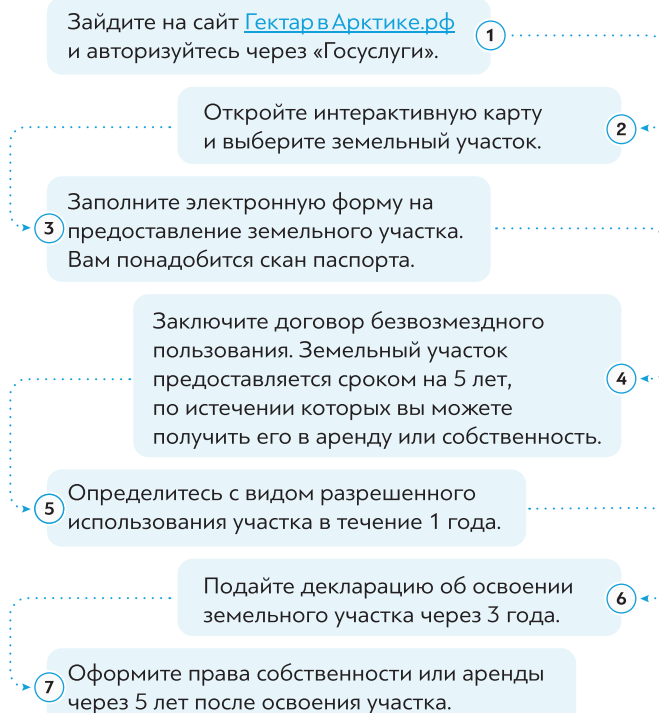 Зайдите на сайт Гектар в Арктике.рф
и авторизуйтесь через «Госуслуги».
1
Откройте интерактивную карту
и выберите земельный участок.
2
Заполните электронную форму на
3 предоставление земельного участка.
Вам понадобится скан паспорта.
Заключите договор безвозмездного
пользования. Земельный участок
предоставляется сроком на 5 лет, 4
по истечении которых вы можете
получить его в аренду или собственность.
Определитесь с видом разрешенного
5
использования участка в течение 1 года.
Подайте декларацию об освоении
6
земельного участка через 3 года.
Оформите права собственности или аренды
7
через 5 лет после освоения участка.